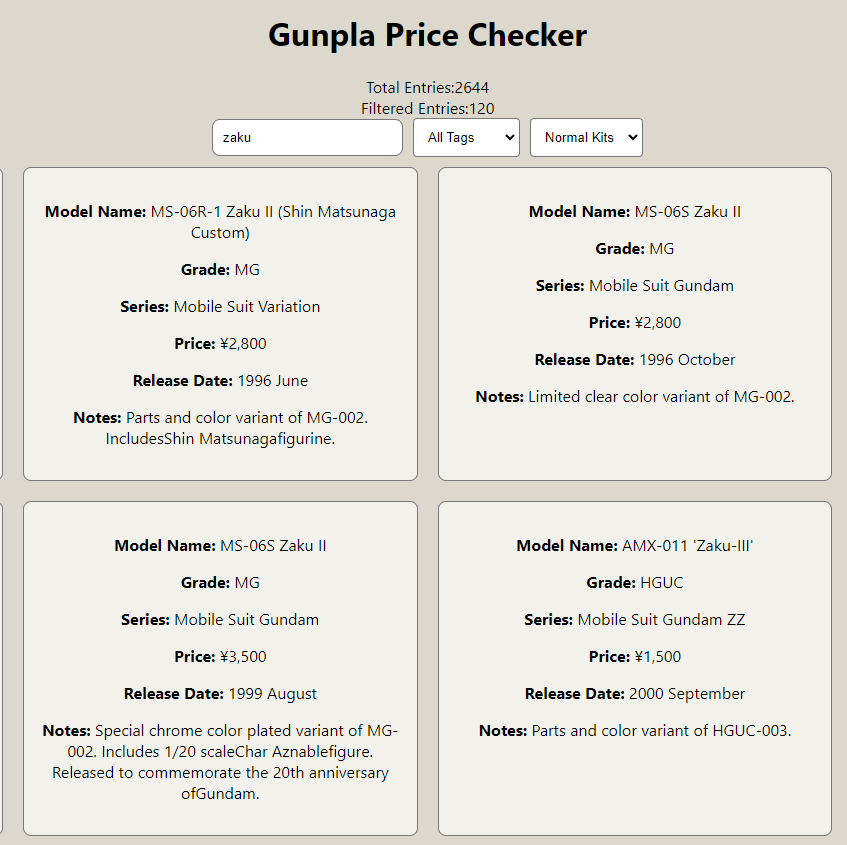 Gunpla Price Checker
Total Entries:2644
Filtered Entries:120
zaku
All Tags
Normal Kits
Model Name: MS-06R-1 Zaku II (Shin Matsunaga
Custom)
Grade: MG
Series: Mobile Suit Variation
Price: ¥2,800
Release Date: 1996 June
Notes: Parts and color variant of MG-002.
IncludesShin Matsunagafigurine.
Model Name: MS-06S Zaku II
Grade: MG
Series: Mobile Suit Gundam
Price: ¥2,800
Release Date: 1996 October
Notes: Limited clear color variant of MG-002.
Model Name: MS-06S Zaku II
Grade: MG
Series: Mobile Suit Gundam
Price: ¥3,500
Release Date: 1999 August
Notes: Special chrome color plated variant of MG-
002. Includes 1/20 scaleChar Aznablefigure.
Released to commemorate the 20th anniversary
ofGundam.
Model Name: AMX-011 'Zaku-III'
Grade: HGUC
Series: Mobile Suit Gundam ZZ
Price: ¥1,500
Release Date: 2000 September
Notes: Parts and color variant of HGUC-003.